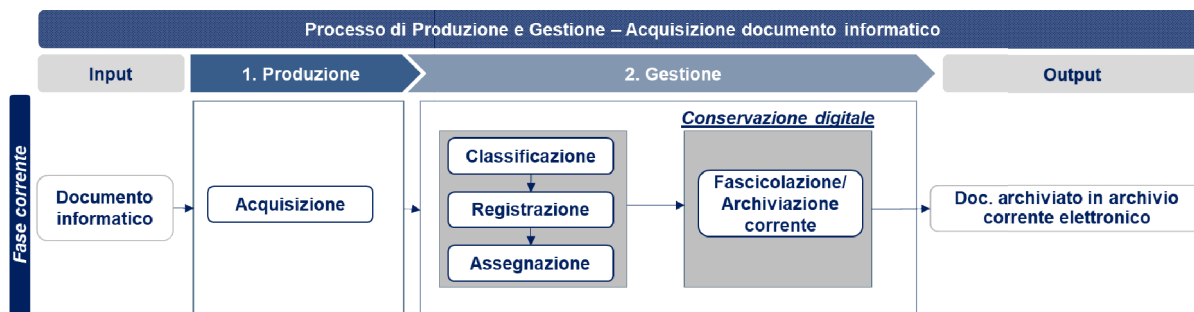 Processo di Produzione e Gestione – Acquisizione documento informatico
Input
1. Produzione
2. Gestione
Output
Fase corrente
Documento
informatico
Acquisizione
Classificazione
Registrazione
Assegnazione
Conservazione digitale
Fascicolazione/
Archiviazione
corrente
Doc. archiviato in archivio
corrente elettronico